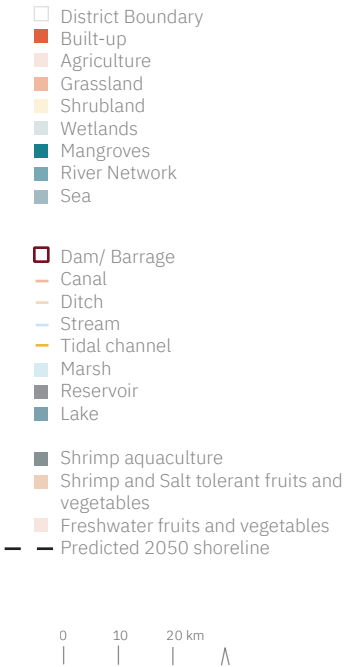 District Boundary
Built-up
Agriculture
Grassland
Shrubland
Wetlands
Mangroves
River Network
Sea
Dam/ Barrage
Canal
Ditch
Stream
Tidal channel
Marsh
Reservoir
Lake
Shrimp aquaculture
Shrimp and Salt tolerant fruits and
vegetables
Freshwater fruits and vegetables
Predicted 2050 shoreline
0 10 20 km